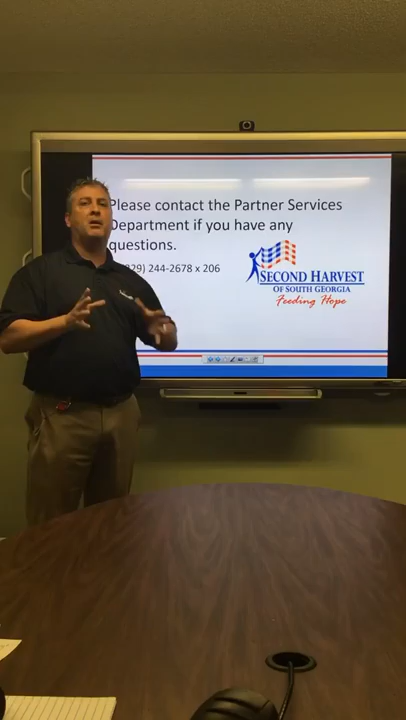 Please contact the Partner Services
Department if you have any
questions.
829) 244-2678 x 206
SECOND HARVEST
OF SOUTH GEORGIA
Feeding Hope